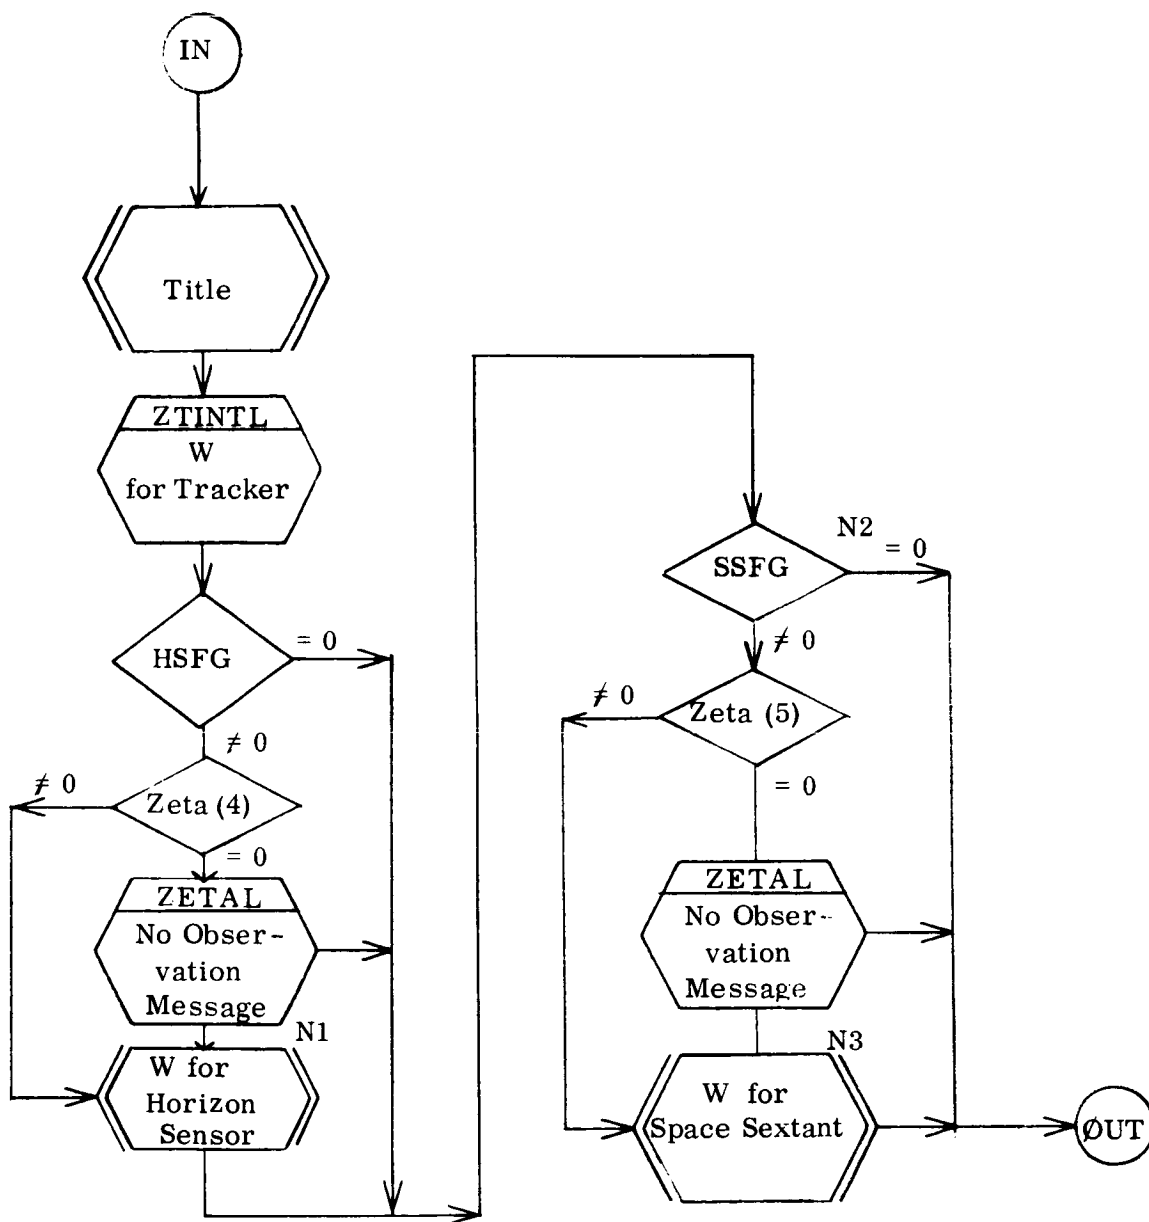 IN
Title
ZTINTL
W
for Tracker
HSFG
= 0
≠ 0
≠ 0
Zeta (4)
= 0
ZETAL
No Obser-
vation
Message
N1
W for
Horizon
Sensor
N2
SSFG
= 0
≠ 0
≠ 0
Zeta (5)
= 0
ZETAL
No Obser-
vation
Message
N3
W for
Space Sextant
ØUT